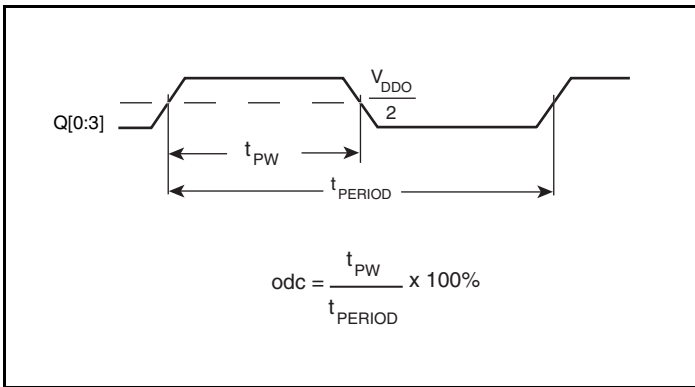 V_DDO
2
Q[0:3]
t_PW
t_PERIOD
odc = t_PW / t_PERIOD x 100%